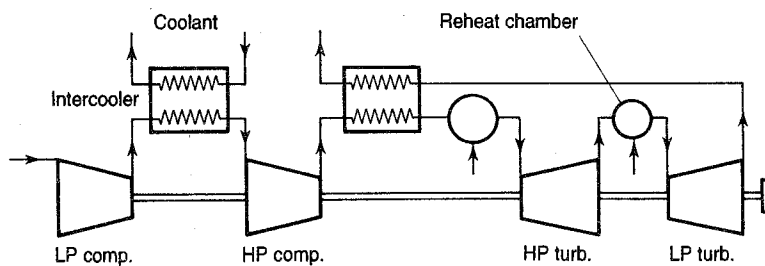 Coolant
Reheat chamber
Intercooler
LP comp.
HP comp.
HP turb.
LP turb.